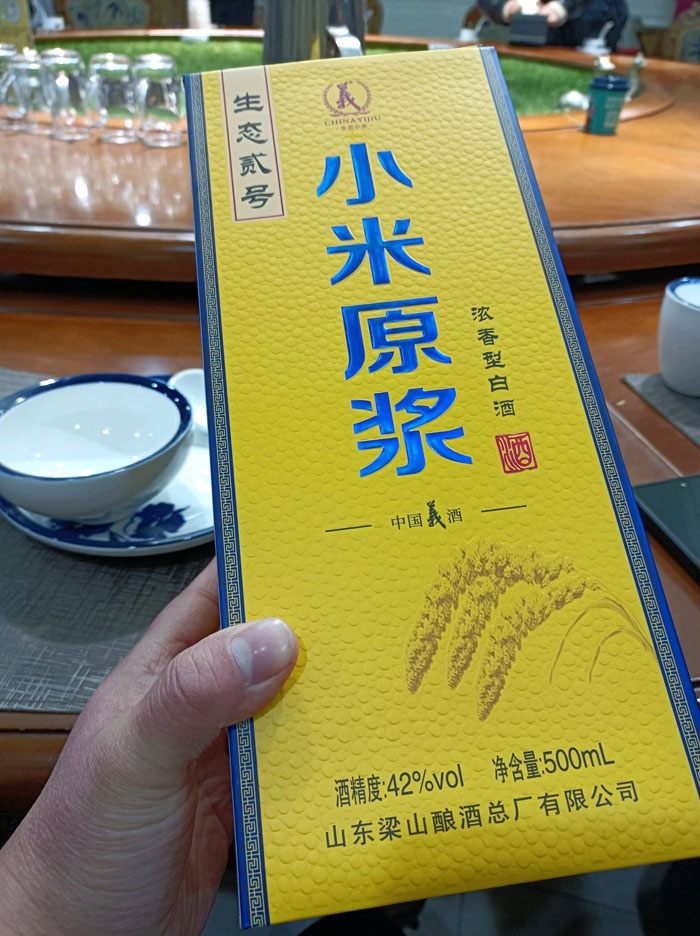 生态贰号
義
CHINAYIJIU
小米原浆
浓香型白酒
酒
中国義酒
酒精度:42%vol 净含量:500mL
山东梁山酿酒总厂有限公司